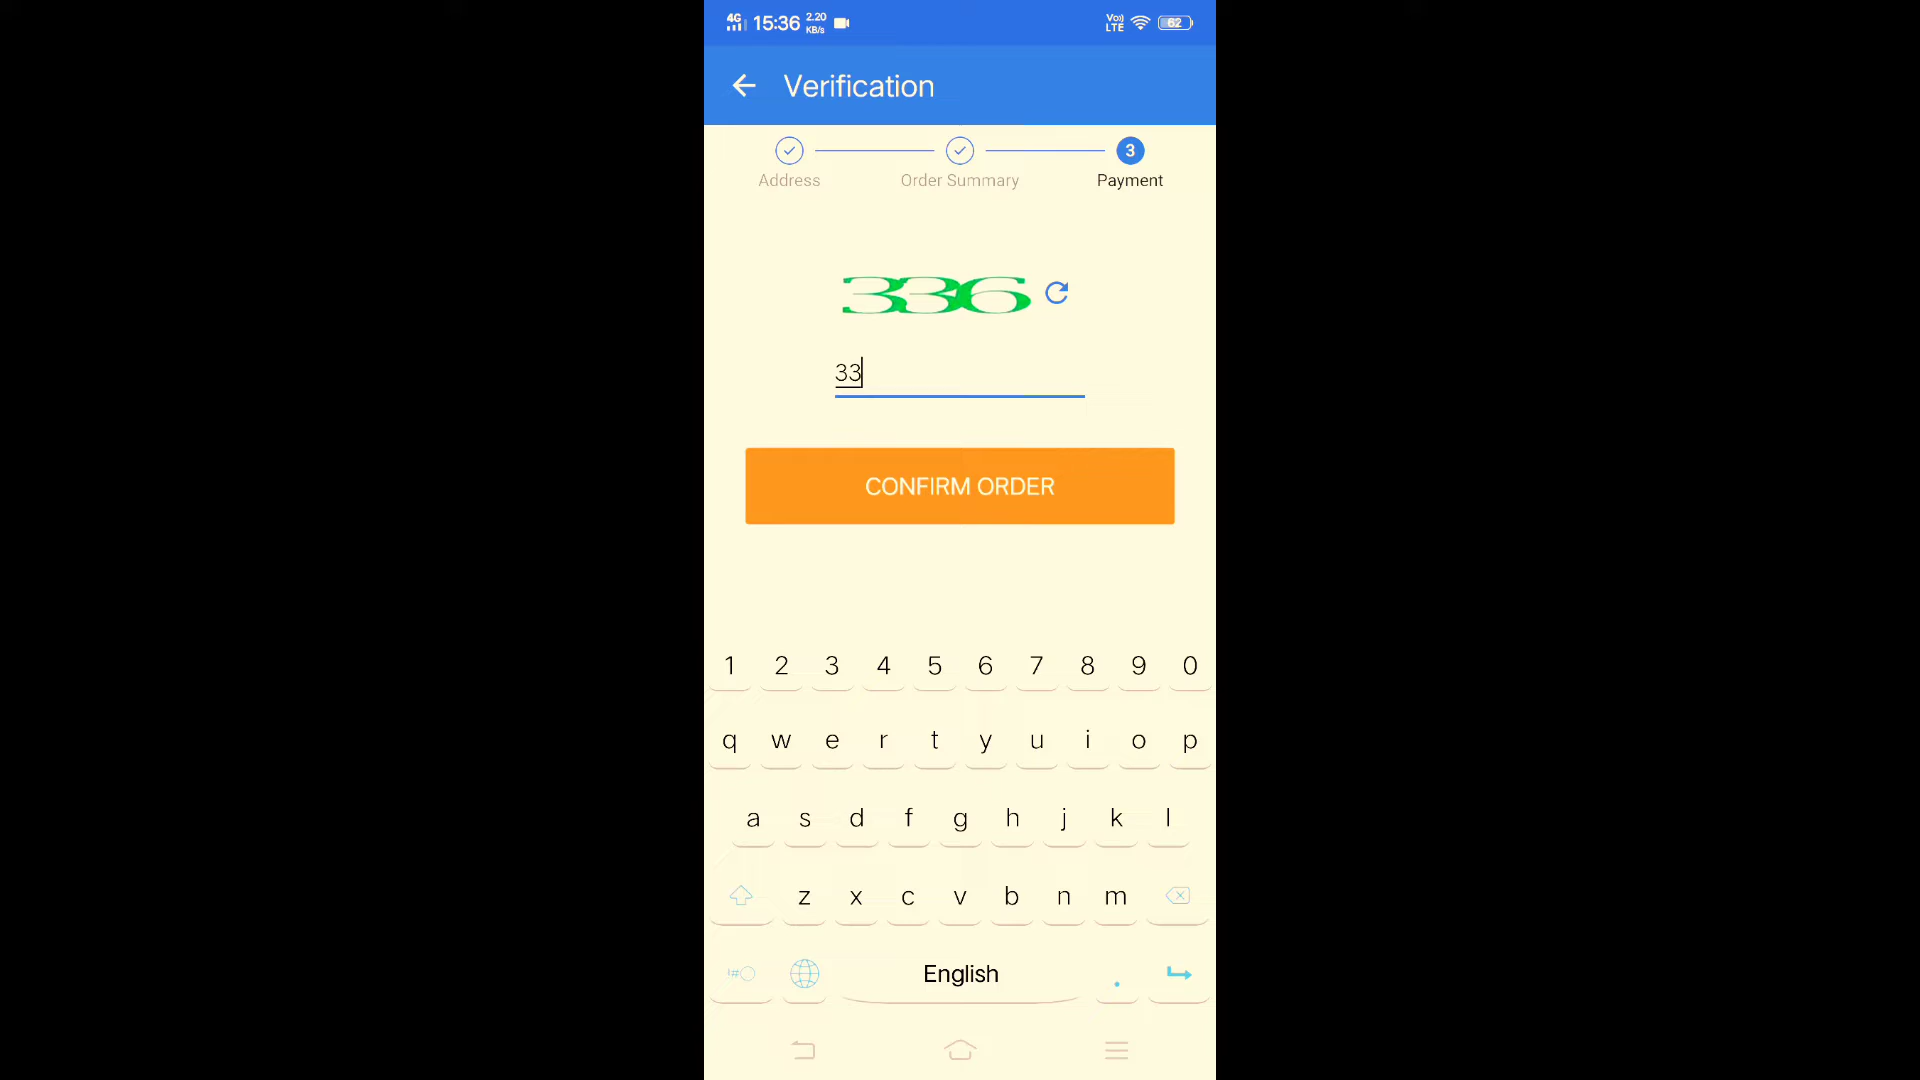 4G 15:36 2.20 KB/s Vo) LTE 62
Verification
3
Address Order Summary Payment
336
33
CONFIRM ORDER
1 2 3 4 5 6 7 8 9 0
q w e r t y u i o p
a s d f g h j k l
z x c v b n m
!#○ English .